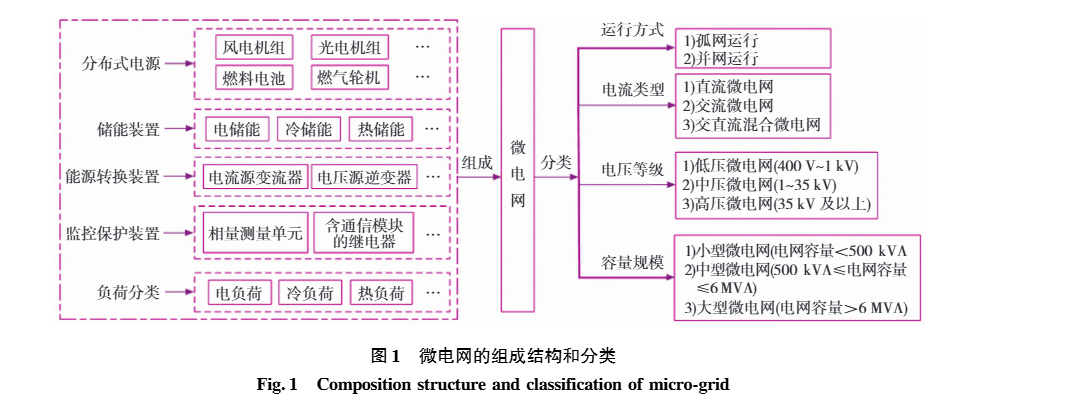 分布式电源
风电机组 光电机组 …
燃料电池 燃气轮机 …
储能装置
电储能 冷储能 热储能 …
能源转换装置
电流源变流器 电压源逆变器 …
监控保护装置
相量测量单元 含通信模块
的继电器 …
负荷分类
电负荷 冷负荷 热负荷 …
组成
微
电
网
分类
运行方式
1)孤网运行
2)并网运行
电流类型
1)直流微电网
2)交流微电网
3)交直流混合微电网
电压等级
1)低压微电网(400 V~1 kV)
2)中压微电网(1~35 kV)
3)高压微电网(35 kV 及以上)
容量规模
1)小型微电网(电网容量<500 kVA
2)中型微电网(500 kVA≤电网容量
≤6 MVA)
3)大型微电网(电网容量>6 MVA)
图 1 微电网的组成结构和分类
Fig. 1 Composition structure and classification of micro-grid